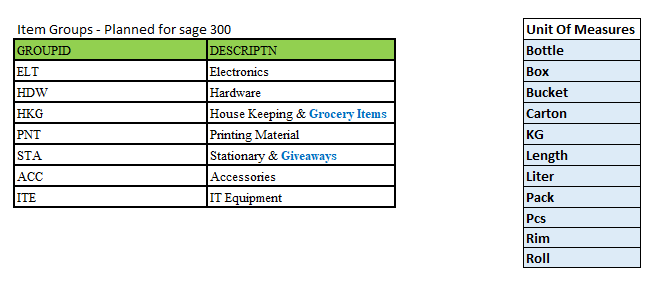 Item Groups - Planned for sage 300
GROUPID DESCRIPTN
ELT Electronics
HDW Hardware
HKG House Keeping & Grocery Items
PNT Printing Material
STA Stationary & Giveaways
ACC Accessories
ITE IT Equipment
Unit Of Measures
Bottle
Box
Bucket
Carton
KG
Length
Liter
Pack
Pcs
Rim
Roll